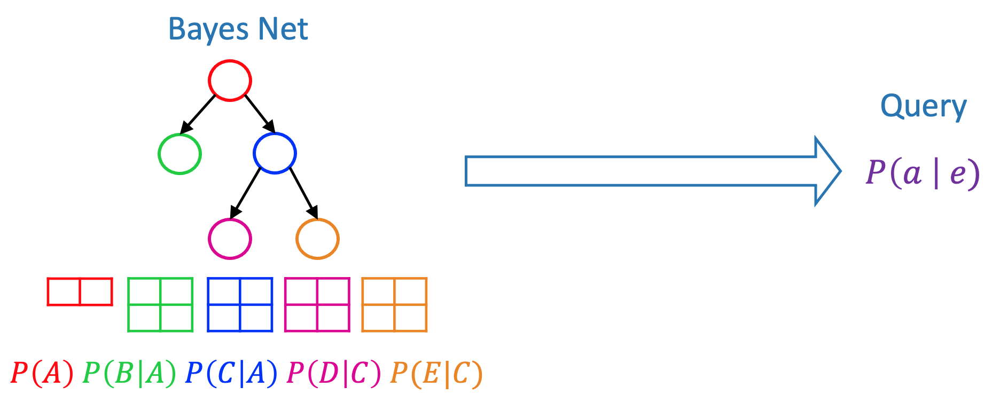 Bayes Net
Query
P(a | e)
P(A) P(B|A) P(C|A) P(D|C) P(E|C)